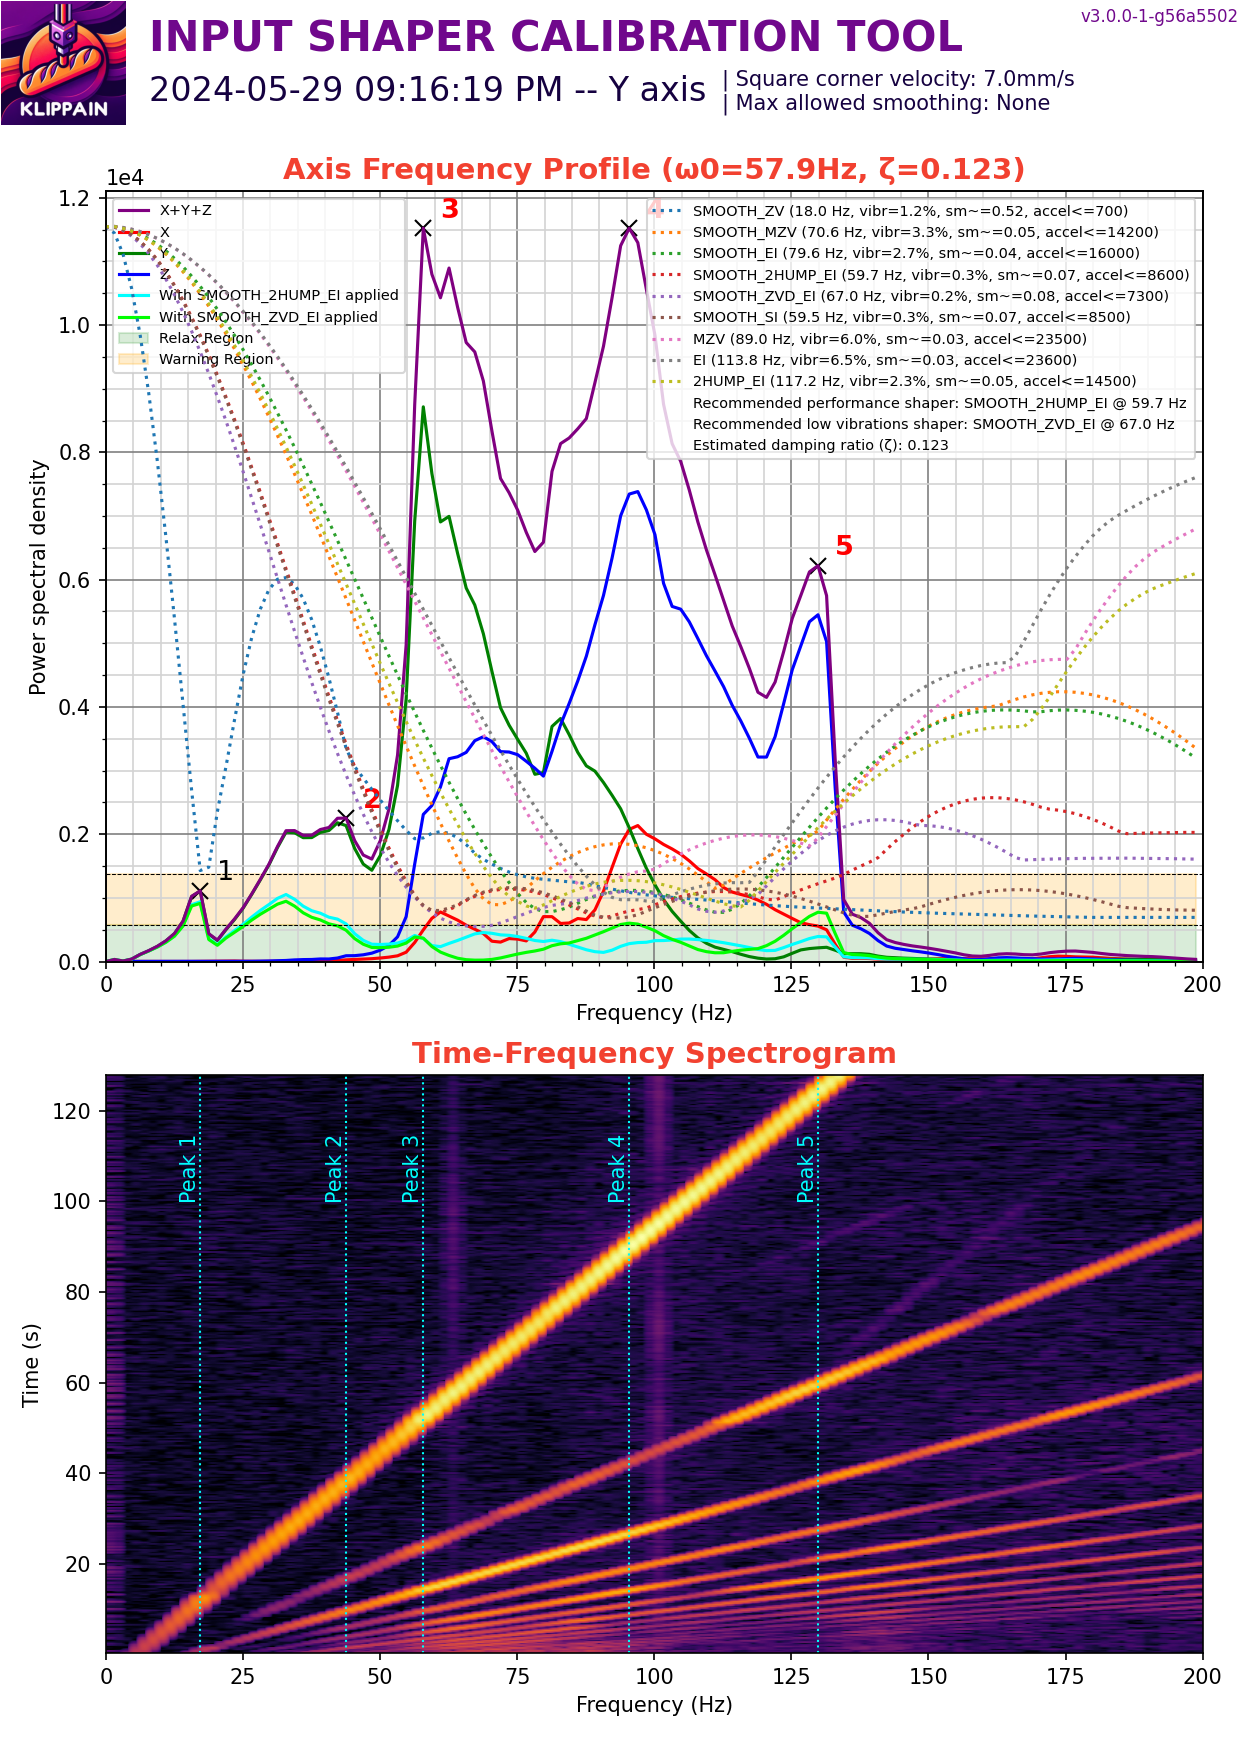 v3.0.0-1-g56a5502
INPUT SHAPER CALIBRATION TOOL
2024-05-29 09:16:19 PM -- Y axis
| Square corner velocity: 7.0mm/s
| Max allowed smoothing: None
KLIPPAIN
Axis Frequency Profile (ω0=57.9Hz, ζ=0.123)
1e4
X+Y+Z
X
Y
Z
With SMOOTH_2HUMP_EI applied
With SMOOTH_ZVD_EI applied
Relax Region
Warning Region
SMOOTH_ZV (18.0 Hz, vibr=1.2%, sm~=0.52, accel<=700)
SMOOTH_MZV (70.6 Hz, vibr=3.3%, sm~=0.05, accel<=14200)
SMOOTH_EI (79.6 Hz, vibr=2.7%, sm~=0.04, accel<=16000)
SMOOTH_2HUMP_EI (59.7 Hz, vibr=0.3%, sm~=0.07, accel<=8600)
SMOOTH_ZVD_EI (67.0 Hz, vibr=0.2%, sm~=0.08, accel<=7300)
SMOOTH_SI (59.5 Hz, vibr=0.3%, sm~=0.07, accel<=8500)
MZV (89.0 Hz, vibr=6.0%, sm~=0.03, accel<=23500)
EI (113.8 Hz, vibr=6.5%, sm~=0.03, accel<=23600)
2HUMP_EI (117.2 Hz, vibr=2.3%, sm~=0.05, accel<=14500)
Recommended performance shaper: SMOOTH_2HUMP_EI @ 59.7 Hz
Recommended low vibrations shaper: SMOOTH_ZVD_EI @ 67.0 Hz
Estimated damping ratio (ζ): 0.123
1
2
3
4
5
Power spectral density
1.2
1.0
0.8
0.6
0.4
0.2
0.0
0 25 50 75 100 125 150 175 200
Frequency (Hz)
Time-Frequency Spectrogram
Peak 1
Peak 2
Peak 3
Peak 4
Peak 5
Time (s)
120
100
80
60
40
20
0 25 50 75 100 125 150 175 200
Frequency (Hz)